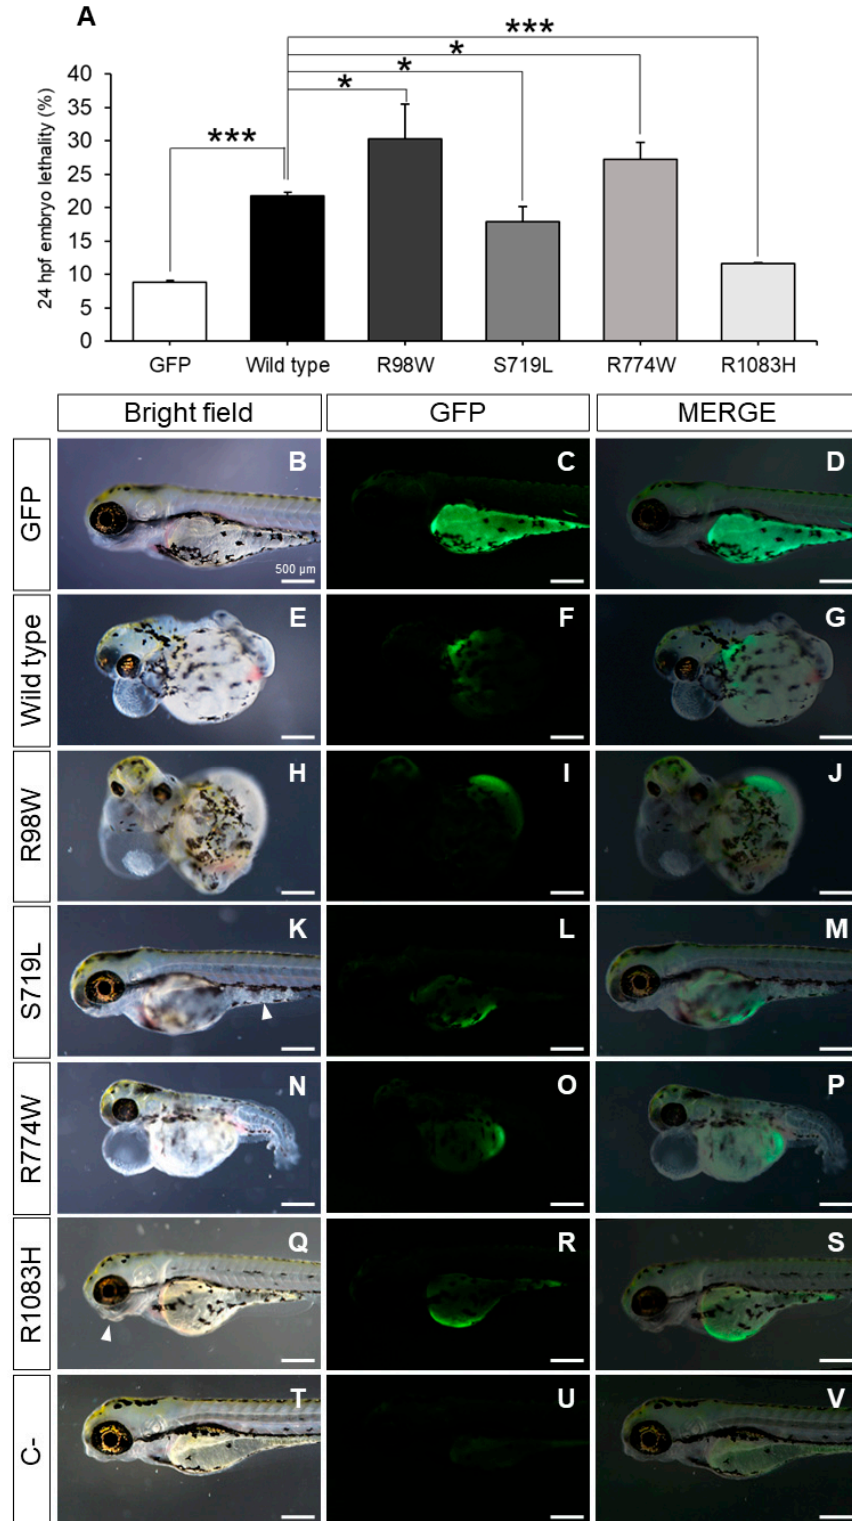 A
***
*
*
*
***
24 hpf embryo lethality (%)
40
35
30
25
20
15
10
5
0
GFP Wild type R98W S719L R774W R1083H
Bright field GFP MERGE
GFP
B C D
500 µm
Wild type
E F G
R98W
H I J
S719L
K L M
R774W
N O P
R1083H
Q R S
C-
T U V